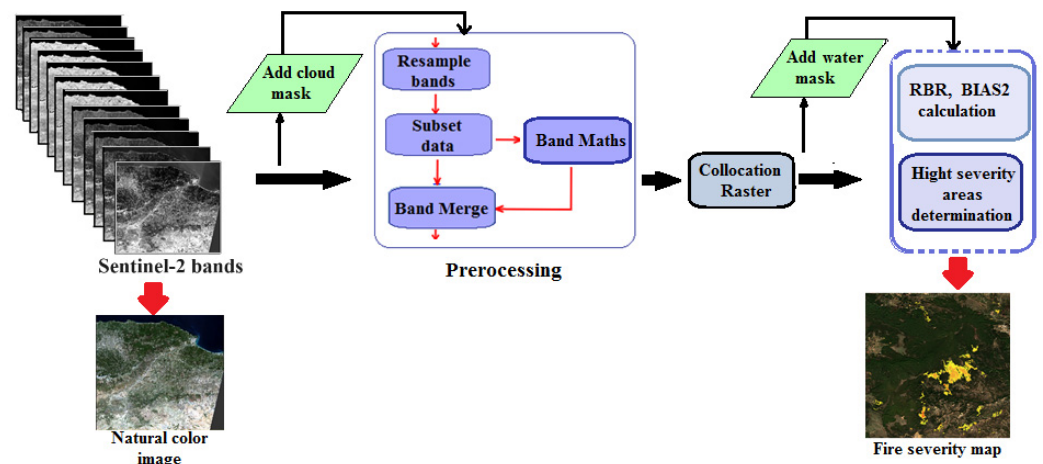 Add cloud
mask
Resample
bands
Subset
data
Band Maths
Band Merge
Prerocessing
Collocation
Raster
Add water
mask
RBR, BIAS2
calculation
Hight severity
areas
determination
Sentinel-2 bands
Natural color
image
Fire severity map